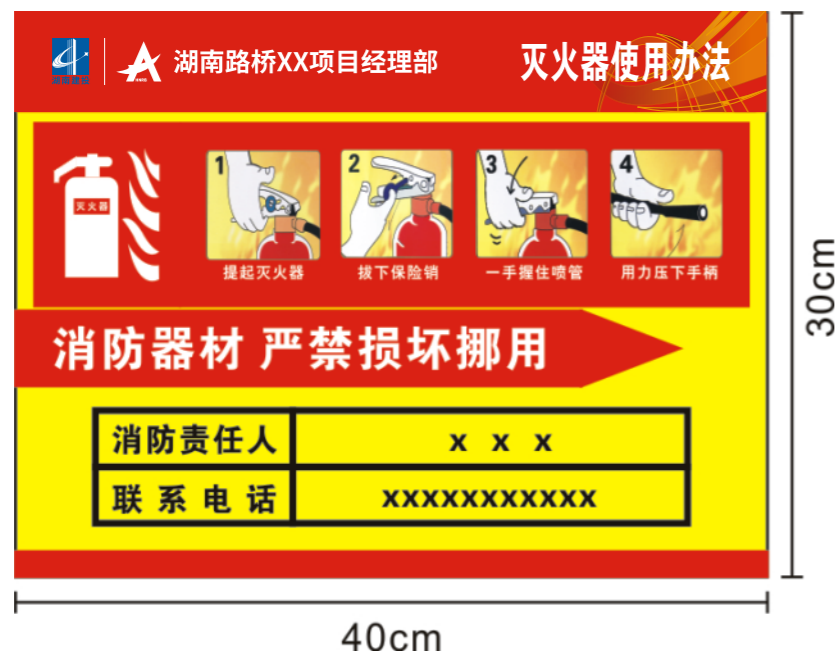 湖南路桥XX项目经理部
灭火器使用办法
灭火器
1
2
3
4
提起灭火器
拔下保险销
一手握住喷管
用力压下手柄
消防器材 严禁损坏挪用
消防责任人
x x x
联系电话
xxxxxxxxxxx
30cm
40cm